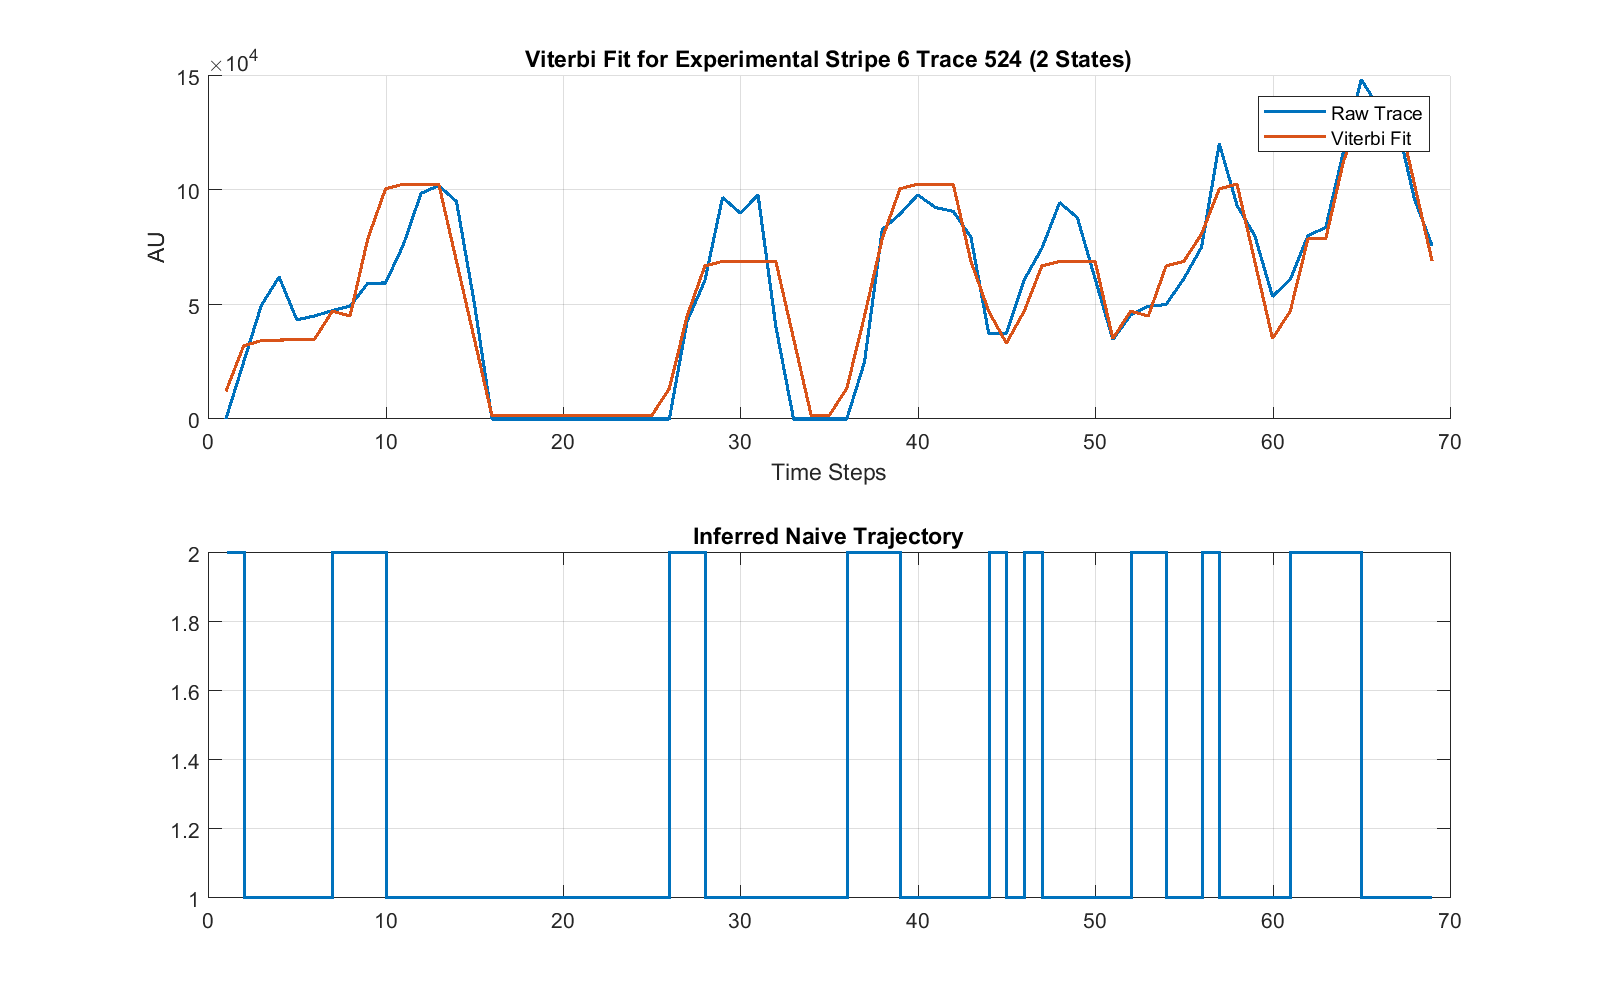 Viterbi Fit for Experimental Stripe 6 Trace 524 (2 States)
×10⁴
15
10
5
0
AU
Raw Trace
Viterbi Fit
0 10 20 30 40 50 60 70
Time Steps
Inferred Naive Trajectory
2
1.8
1.6
1.4
1.2
1
0 10 20 30 40 50 60 70